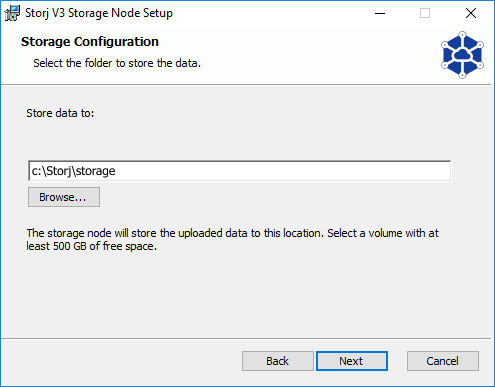 Storj V3 Storage Node Setup
Storage Configuration
Select the folder to store the data.
Store data to:
c:\Storj\storage
Browse...
The storage node will store the uploaded data to this location. Select a volume with at
least 500 GB of free space.
Back
Next
Cancel